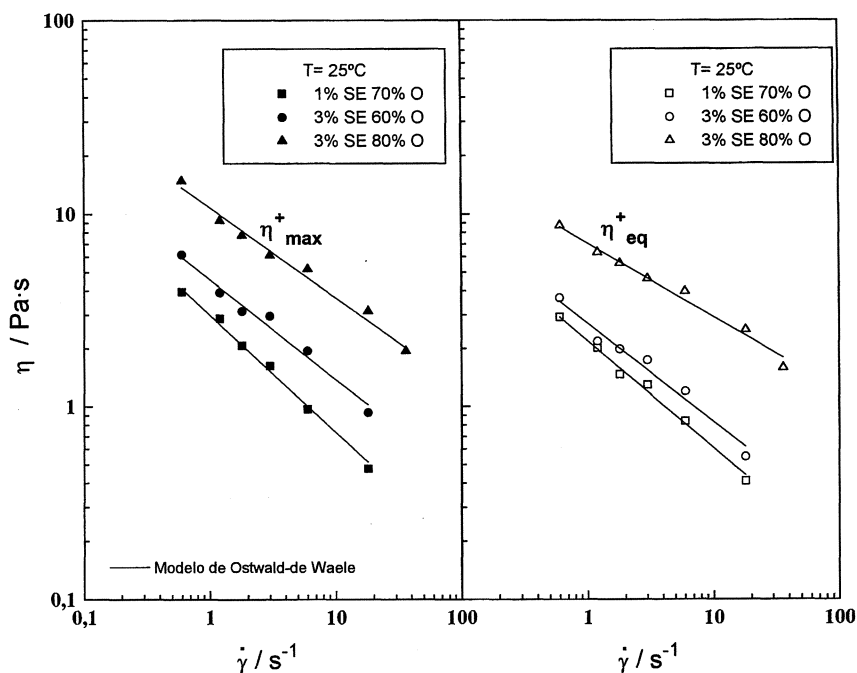 100
10
1
0,1
η / Pa·s
T= 25ºC
1% SE 70% O
3% SE 60% O
3% SE 80% O
η⁺max
Modelo de Ostwald-de Waele
0,1 1 10 100
γ̇ / s⁻¹
T= 25ºC
1% SE 70% O
3% SE 60% O
3% SE 80% O
η⁺eq
1 10 100
γ̇ / s⁻¹